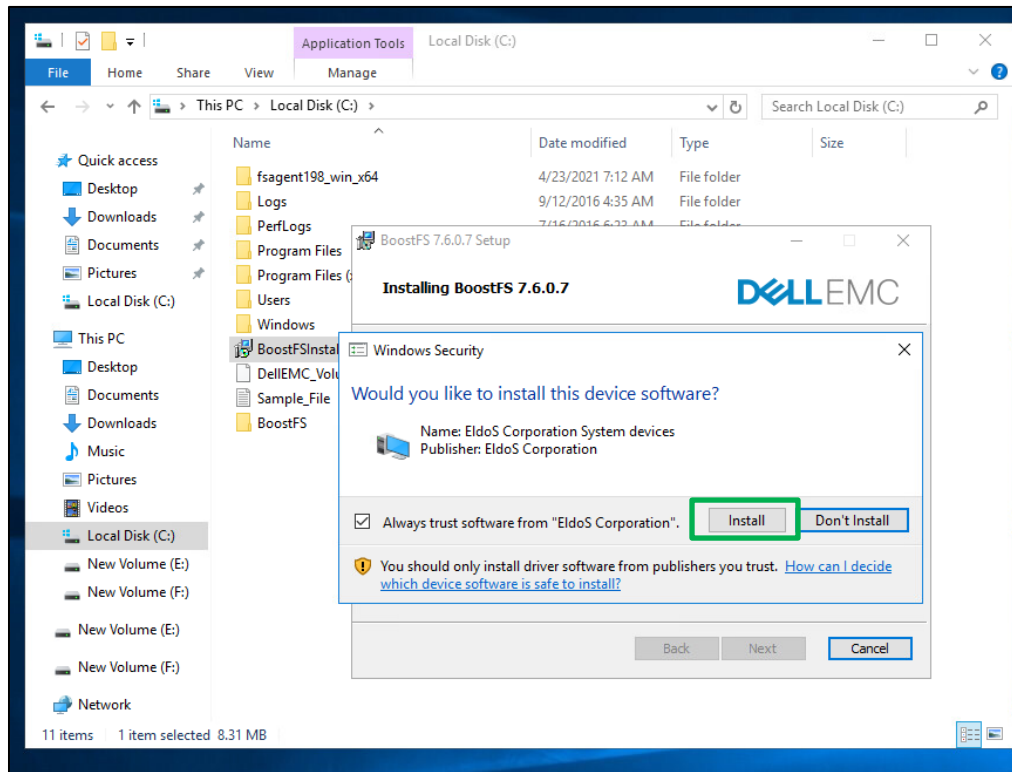 Application Tools
Local Disk (C:)
File
Home
Share
View
Manage
This PC > Local Disk (C:) >
Search Local Disk (C:)
Name
Date modified
Type
Size
Quick access
Desktop
Downloads
Documents
Pictures
Local Disk (C:)
This PC
Desktop
Documents
Downloads
Music
Pictures
Videos
Local Disk (C:)
New Volume (E:)
New Volume (F:)
New Volume (E:)
New Volume (F:)
Network
fsagent198_win_x64 4/23/2021 7:12 AM File folder
Logs 9/12/2016 4:35 AM File folder
PerfLogs
Program Files
Program Files (
Users
Windows
BoostFSInstal
DellEMC_Volu
Sample_File
BoostFS
BoostFS 7.6.0.7 Setup
Installing BoostFS 7.6.0.7
DELLEMC
Windows Security
Would you like to install this device software?
Name: EldoS Corporation System devices
Publisher: EldoS Corporation
Always trust software from "EldoS Corporation".
Install
Don't Install
You should only install driver software from publishers you trust. How can I decide
which device software is safe to install?
Back
Next
Cancel
11 items 1 item selected 8.31 MB